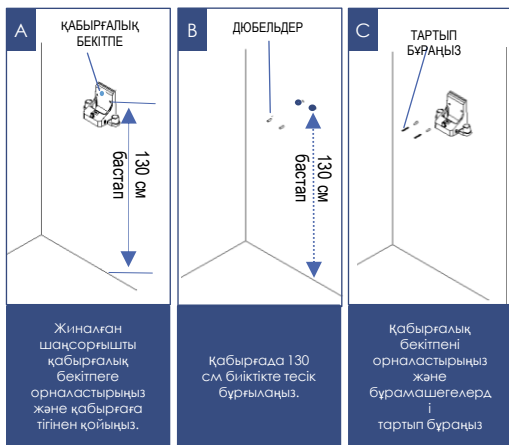 A
ҚАБЫРҒАЛЫҚ
БЕКІТПЕ
130 см
бастап
Жиналған
шаңсорғышты
қабырғалық
бекітпеге
орналастырыңыз
және қабырғаға
тігінен қойыңыз.
B
ДЮБЕЛЬДЕР
130 см
бастап
Қабырғада 130
см биіктікте тесік
бұрғылаңыз.
C
ТАРТЫП
БҰРАҢЫЗ
Қабырғалық
бекітпені
орналастырыңыз
және
бұрамашегелерд
і
тартып бұраңыз